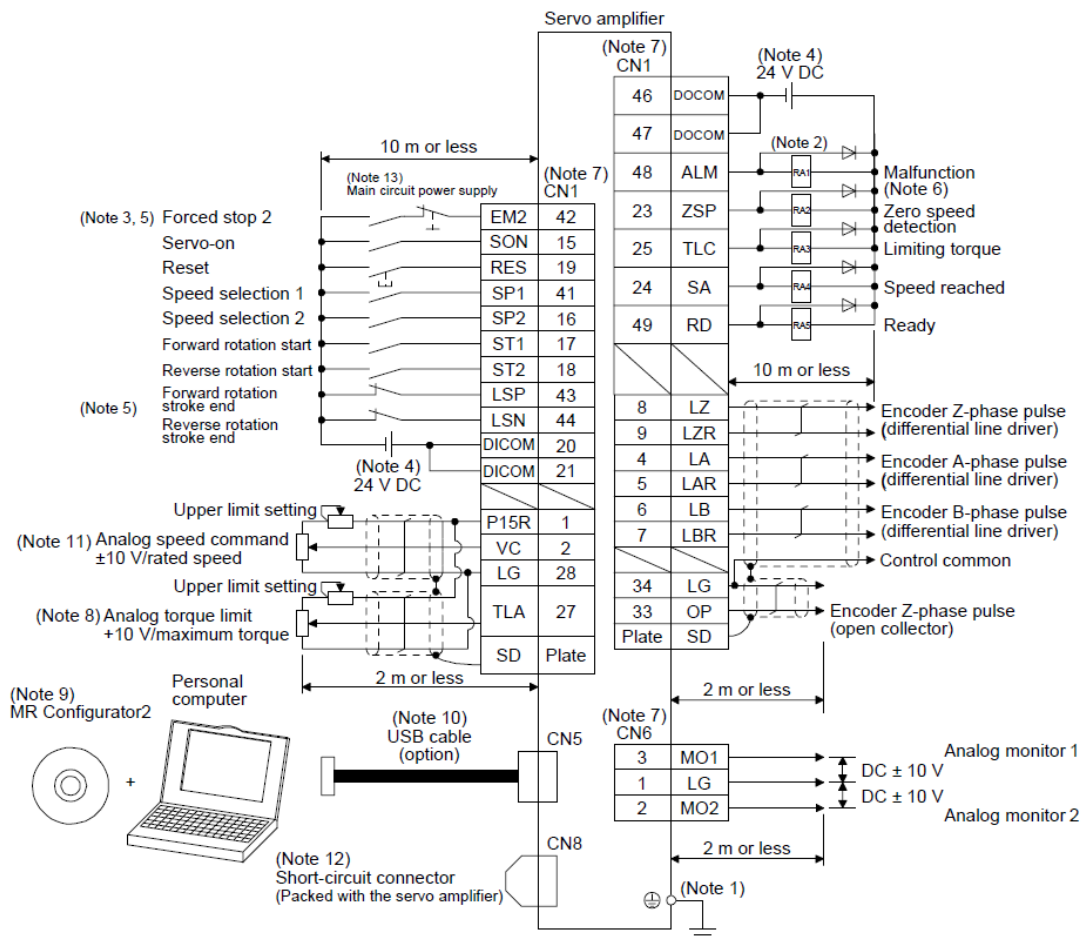 Servo amplifier
(Note 7)
CN1
(Note 4)
24 V DC
46 DOCOM
47 DOCOM
(Note 2)
48 ALM RA1 Malfunction
(Note 6)
23 ZSP RA2 Zero speed
detection
25 TLC RA3 Limiting torque
24 SA RA4 Speed reached
49 RD RA5 Ready
10 m or less
8 LZ Encoder Z-phase pulse
9 LZR (differential line driver)
4 LA Encoder A-phase pulse
5 LAR (differential line driver)
6 LB Encoder B-phase pulse
7 LBR (differential line driver)
Control common
34 LG
33 OP Encoder Z-phase pulse
(open collector)
Plate SD
2 m or less
10 m or less
(Note 13)
Main circuit power supply
(Note 7)
CN1
(Note 3, 5) Forced stop 2 EM2 42
Servo-on SON 15
Reset RES 19
Speed selection 1 SP1 41
Speed selection 2 SP2 16
Forward rotation start ST1 17
Reverse rotation start ST2 18
(Note 5)
Forward rotation
stroke end
LSP 43
Reverse rotation
stroke end
LSN 44
DICOM 20
DICOM 21
(Note 4)
24 V DC
Upper limit setting
P15R 1
(Note 11) Analog speed command
±10 V/rated speed
VC 2
LG 28
Upper limit setting
(Note 8) Analog torque limit
+10 V/maximum torque
TLA 27
SD Plate
2 m or less
(Note 9)
MR Configurator2
+
Personal
computer
(Note 10)
USB cable
(option)
CN5
(Note 7)
CN6
3 MO1 Analog monitor 1
DC ± 10 V
1 LG
DC ± 10 V
2 MO2 Analog monitor 2
2 m or less
(Note 12)
Short-circuit connector
(Packed with the servo amplifier)
CN8
(Note 1)